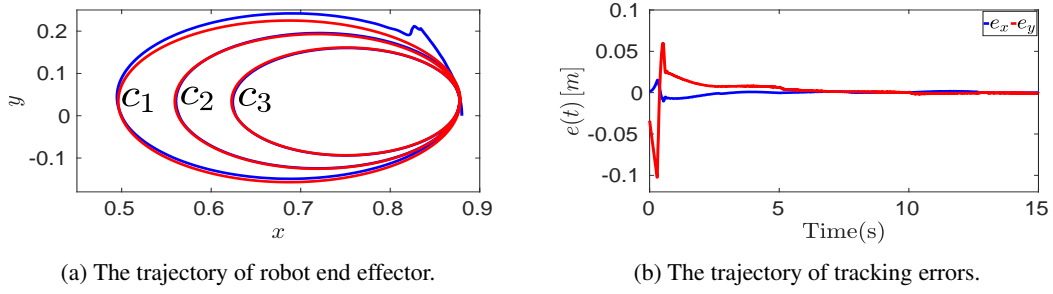 0.2
0.1
0
-0.1
y
c₁ c₂ c₃
0.5 0.6 0.7 0.8 0.9
x
(a) The trajectory of robot end effector.
0.1
0.05
0
-0.05
-0.1
e(t) [m]
eₓ e_y
0 5 10 15
Time(s)
(b) The trajectory of tracking errors.